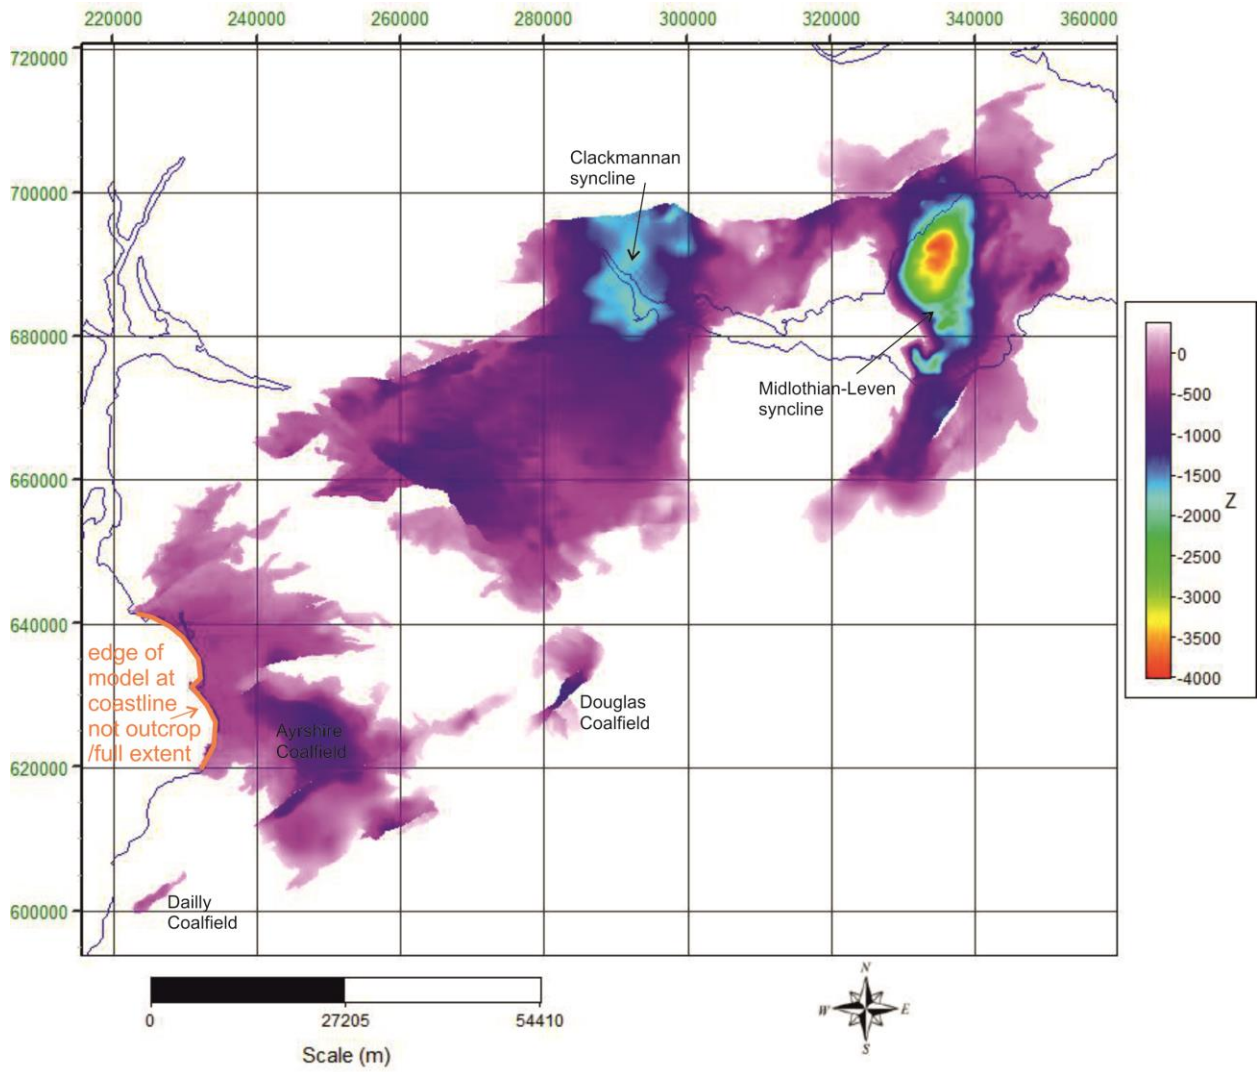 220000 240000 260000 280000 300000 320000 340000 360000
720000
700000
680000
660000
640000
620000
600000
Clackmannan
syncline
Midlothian-Leven
syncline
0
-500
-1000
-1500
-2000
-2500
-3000
-3500
-4000
Z
edge of
model at
coastline
not outcrop
/full extent
Ayrshire
Coalfield
Douglas
Coalfield
Dailly
Coalfield
0 27205 54410
Scale (m)
N
W E
S